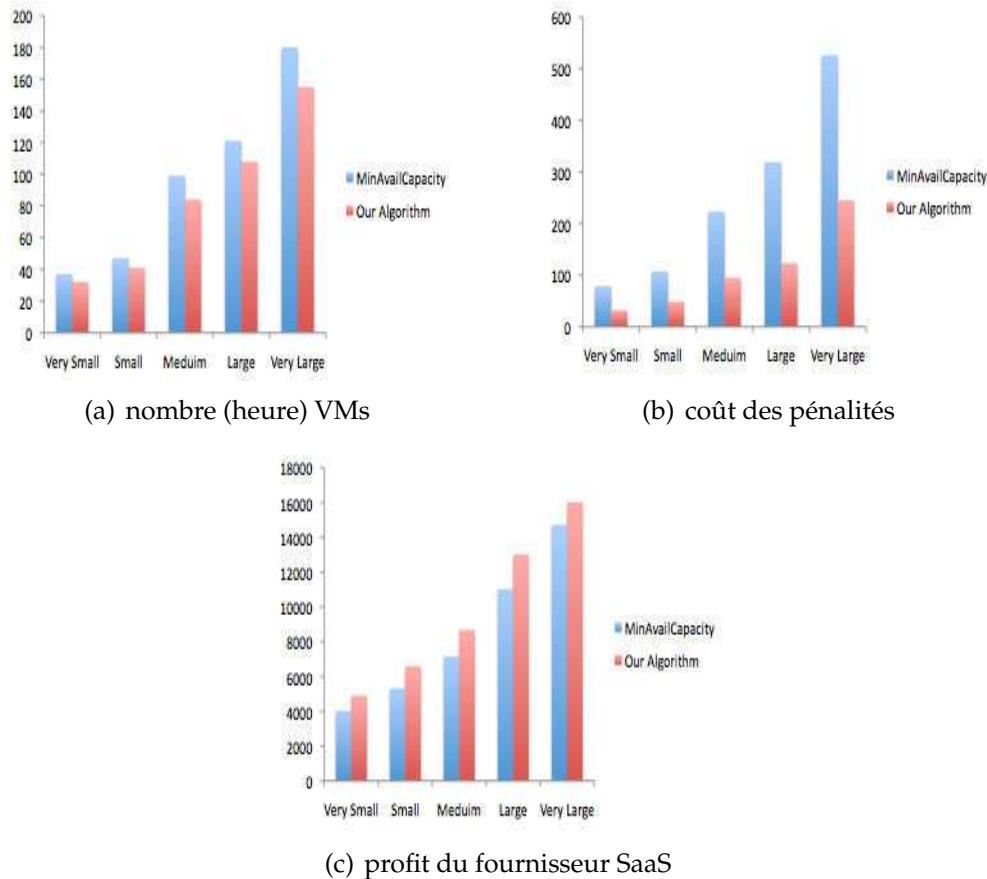 200
180
160
140
120
100
80
60
40
20
0
Very Small Small Meduim Large Very Large
MinAvailCapacity
Our Algorithm
(a) nombre (heure) VMs
600
500
400
300
200
100
0
Very Small Small Meduim Large Very Large
MinAvailCapacity
Our Algorithm
(b) coût des pénalités
18000
16000
14000
12000
10000
8000
6000
4000
2000
0
Very Small Small Meduim Large Very Large
MinAvailCapacity
Our Algorithm
(c) profit du fournisseur SaaS